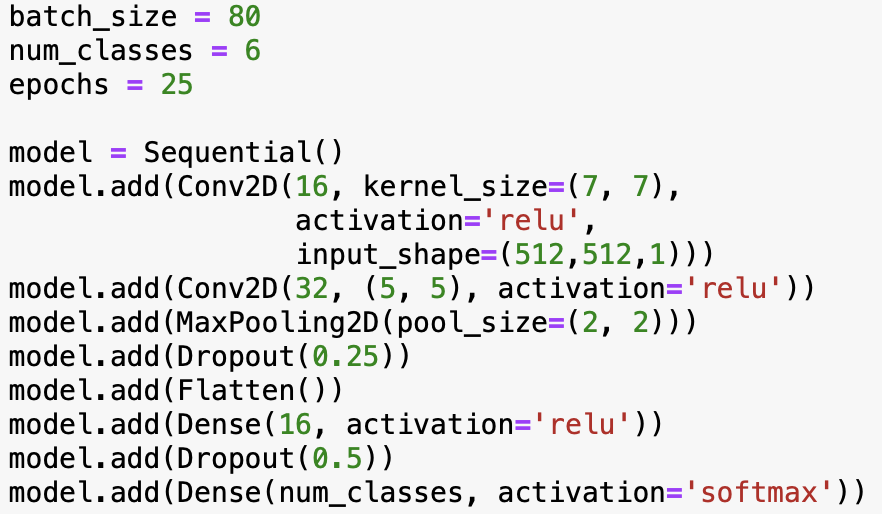 batch_size = 80
num_classes = 6
epochs = 25
model = Sequential()
model.add(Conv2D(16, kernel_size=(7, 7),
activation='relu',
input_shape=(512,512,1)))
model.add(Conv2D(32, (5, 5), activation='relu'))
model.add(MaxPooling2D(pool_size=(2, 2)))
model.add(Dropout(0.25))
model.add(Flatten())
model.add(Dense(16, activation='relu'))
model.add(Dropout(0.5))
model.add(Dense(num_classes, activation='softmax'))